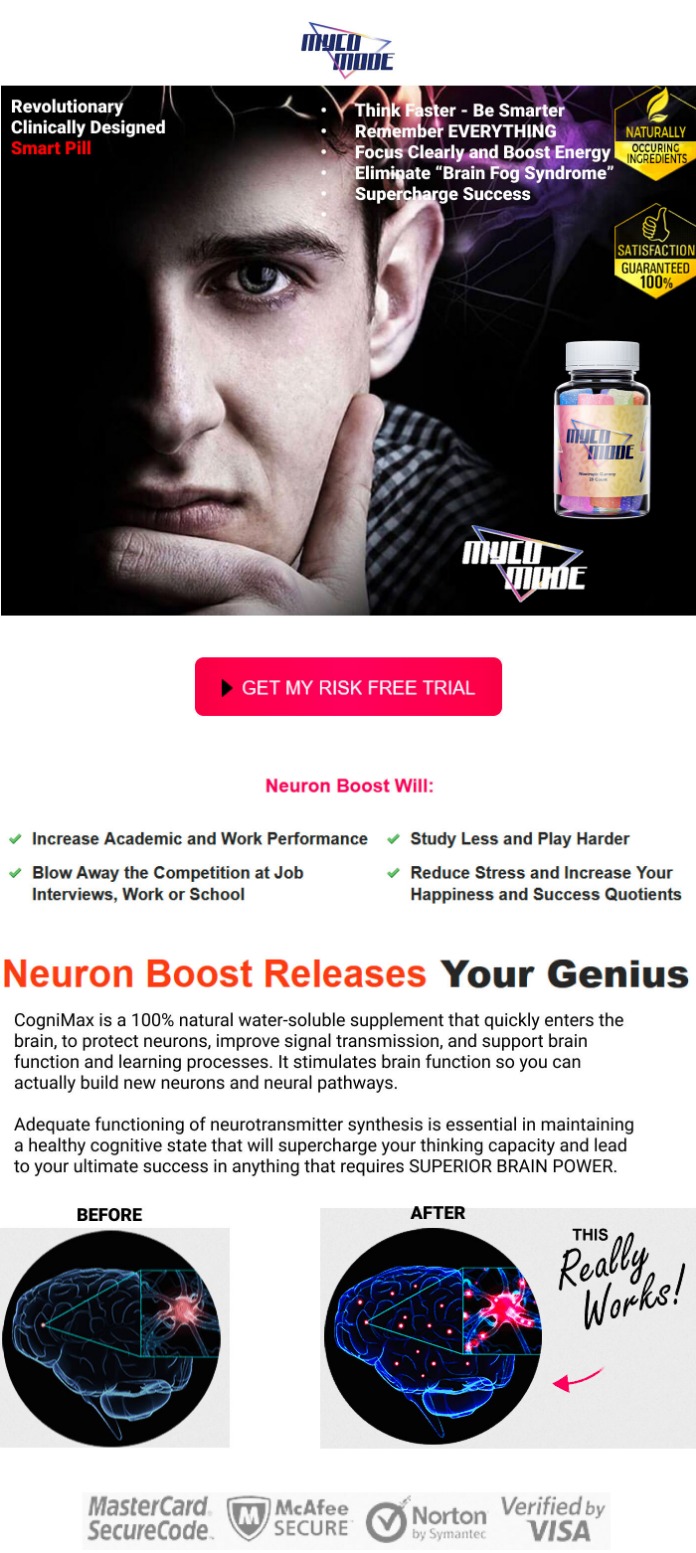 MYCO
MODE
Revolutionary
Clinically Designed
Smart Pill
• Think Faster - Be Smarter
• Remember EVERYTHING
• Focus Clearly and Boost Energy
• Eliminate “Brain Fog Syndrome”
• Supercharge Success
NATURALLY
OCCURING
INGREDIENTS
SATISFACTION
GUARANTEED
100%
MYCO
MODE
MYCO
MODE
GET MY RISK FREE TRIAL
Neuron Boost Will:
Increase Academic and Work Performance
Blow Away the Competition at Job
Interviews, Work or School
Study Less and Play Harder
Reduce Stress and Increase Your
Happiness and Success Quotients
Neuron Boost Releases Your Genius
CogniMax is a 100% natural water-soluble supplement that quickly enters the
brain, to protect neurons, improve signal transmission, and support brain
function and learning processes. It stimulates brain function so you can
actually build new neurons and neural pathways.
Adequate functioning of neurotransmitter synthesis is essential in maintaining
a healthy cognitive state that will supercharge your thinking capacity and lead
to your ultimate success in anything that requires SUPERIOR BRAIN POWER.
BEFORE
AFTER
THIS
Really
Works!
MasterCard.
SecureCode.
McAfee
SECURE
Norton
by Symantec
Verified by
VISA